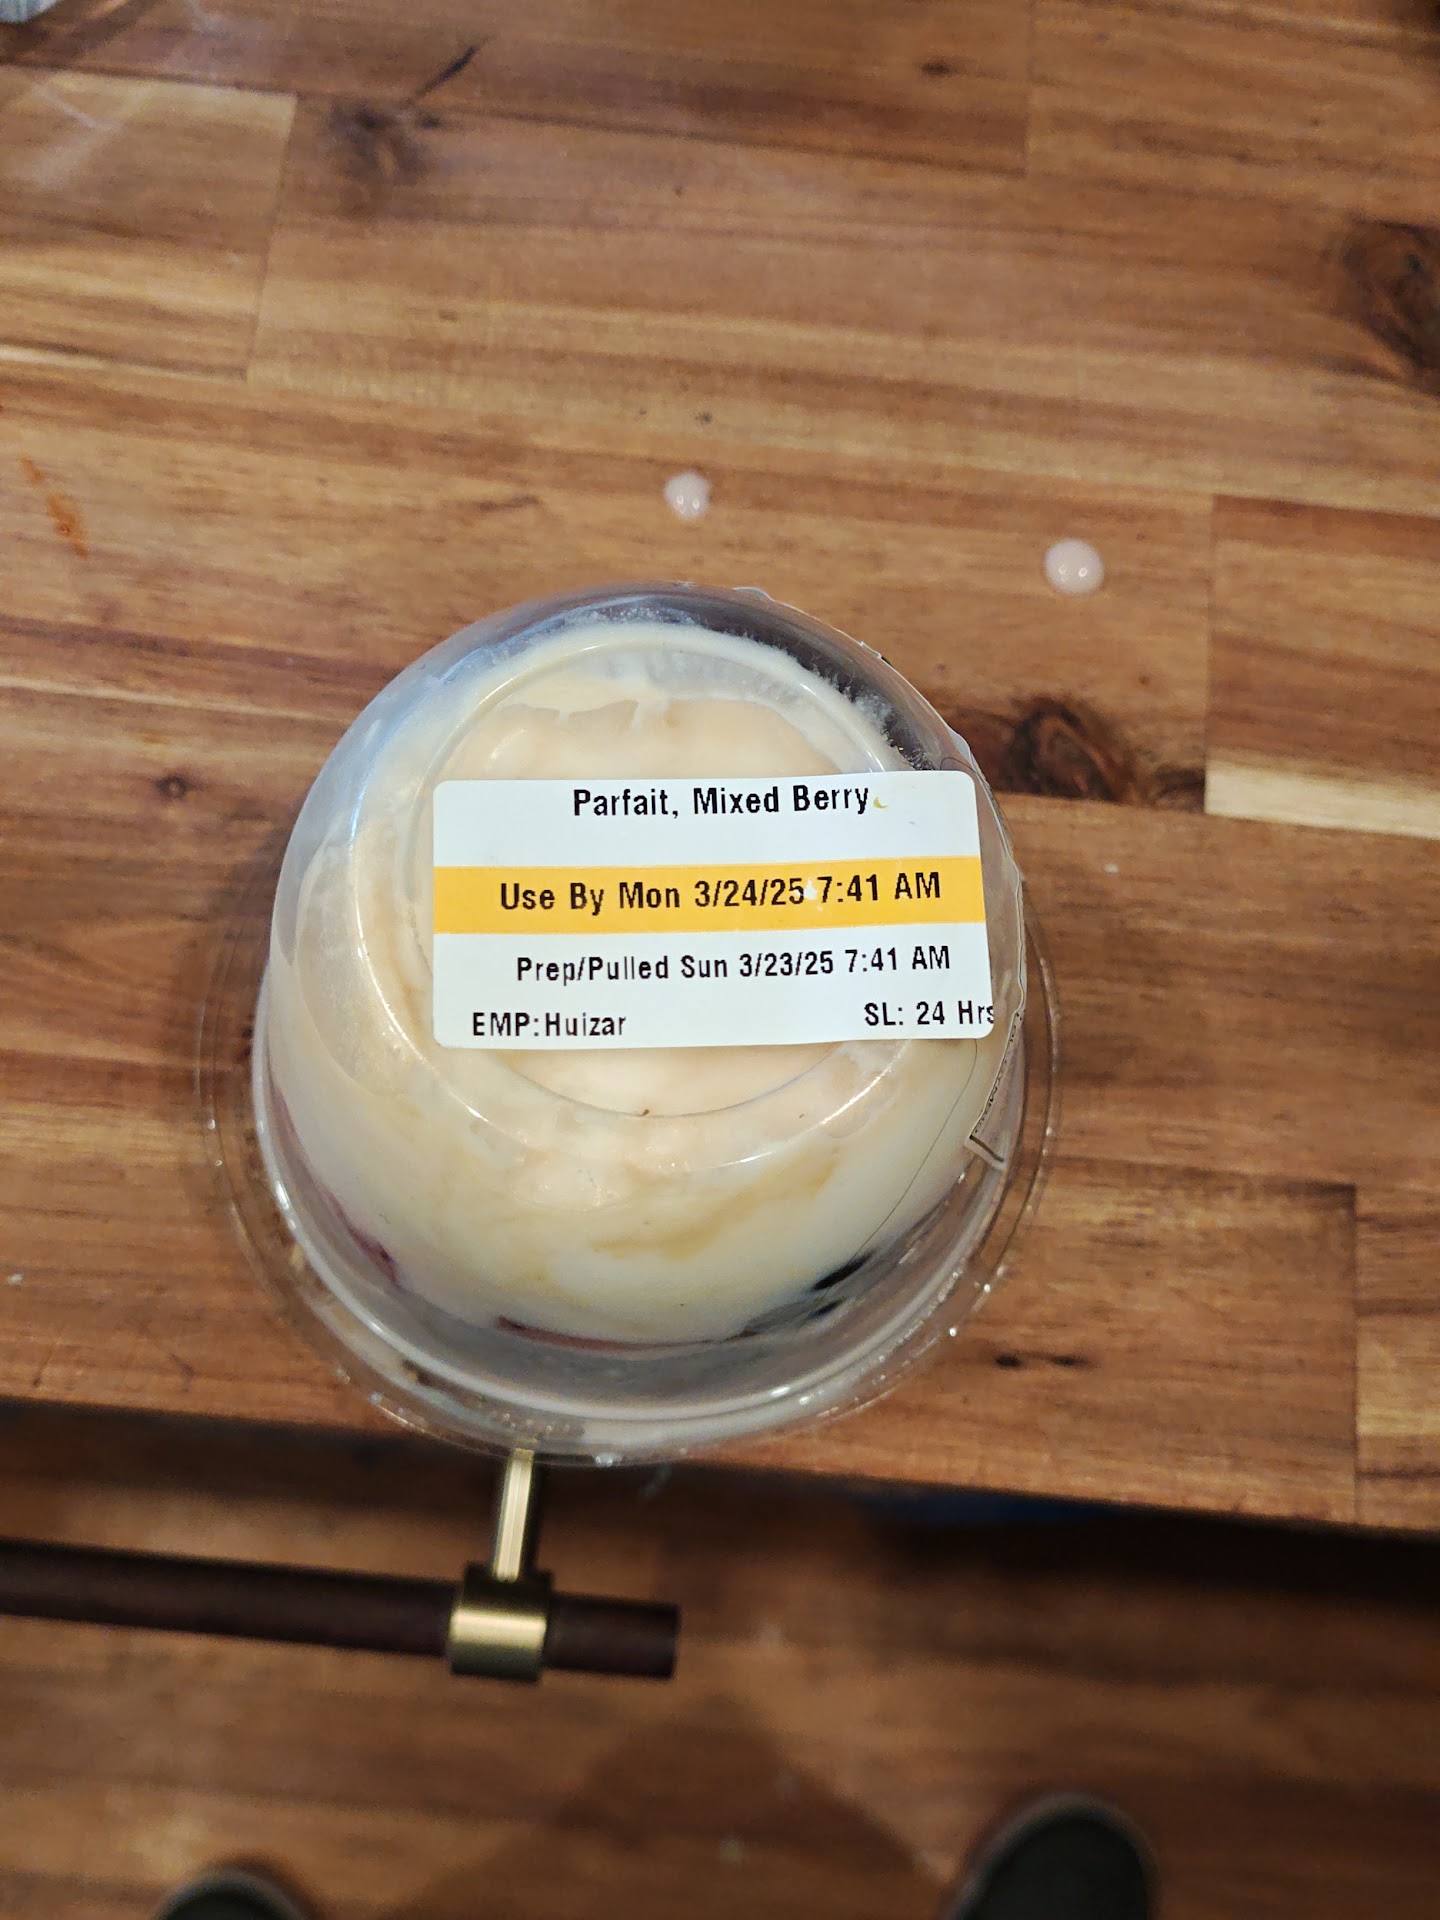 Parfait, Mixed Berry
Use By Mon 3/24/25 7:41 AM
Prep/Pulled Sun 3/23/25 7:41 AM
EMP:Huizar SL: 24 Hrs